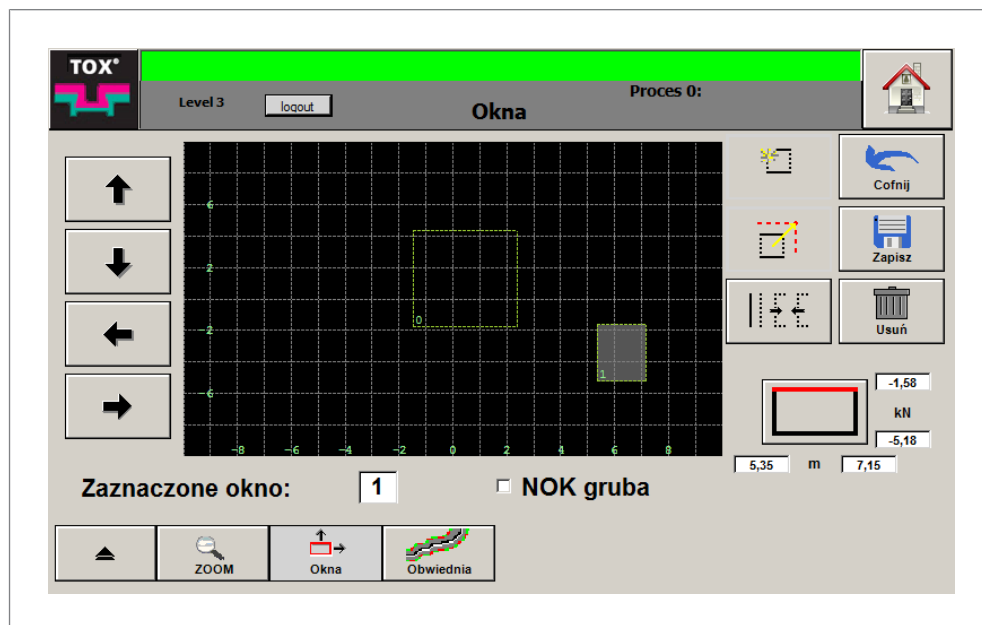 TOX®
Level 3
logout
Okna
Proces 0:
Cofnij
Zapisz
Usuń
6
2
-2
-6
-8
-6
-4
-2
0
2
4
6
8
0
1
-1,58
kN
-5,18
5,35
m
7,15
Zaznaczone okno:
1
NOK gruba
ZOOM
Okna
Obwiednia